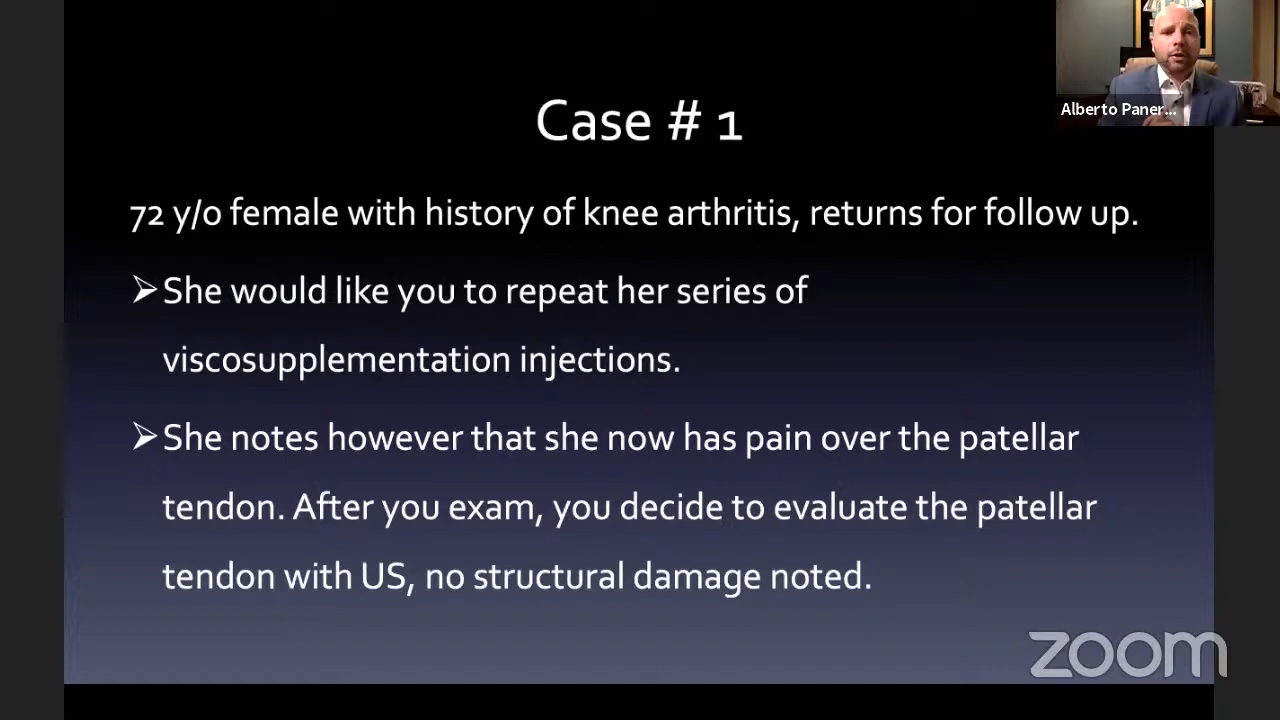 Alberto Paner...
Case # 1
72 y/o female with history of knee arthritis, returns for follow up.
➢She would like you to repeat her series of
viscosupplementation injections.
➢She notes however that she now has pain over the patellar
tendon. After you exam, you decide to evaluate the patellar
tendon with US, no structural damage noted.
zoom